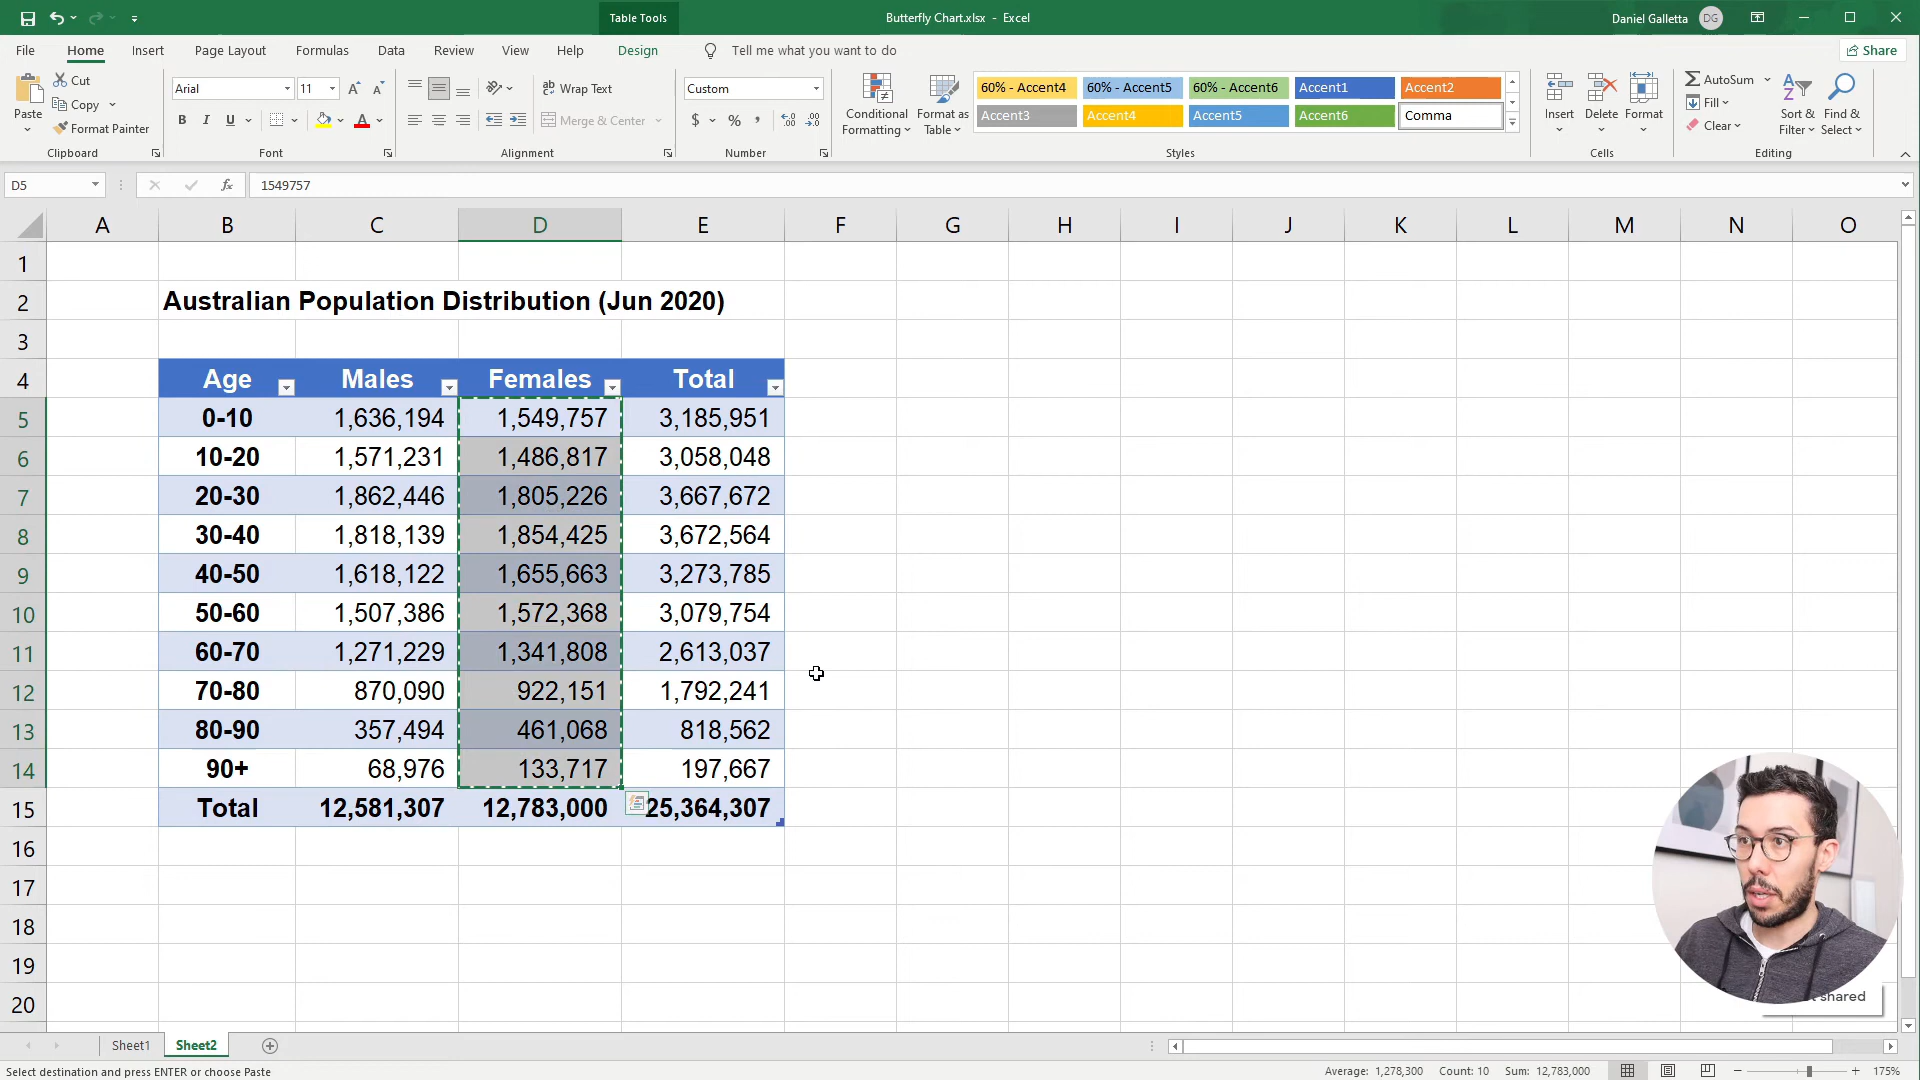 Table Tools
Butterfly Chart.xlsx - Excel
Daniel Galletta
DG
File
Home
Insert
Page Layout
Formulas
Data
Review
View
Help
Design
Tell me what you want to do
Share
Paste
Cut
Copy
Format Painter
Clipboard
Arial
11
B I U
Font
Wrap Text
Merge & Center
Alignment
Custom
$ % ,
Number
Conditional Formatting
Format as Table
60% - Accent4
60% - Accent5
60% - Accent6
Accent1
Accent2
Accent3
Accent4
Accent5
Accent6
Comma
Styles
Insert
Delete
Format
Cells
AutoSum
Fill
Clear
Sort & Filter
Find & Select
Editing
D5
fx
1549757
A B C D E F G H I J K L M N O
1
2 Australian Population Distribution (Jun 2020)
3
4 Age Males Females Total
5 0-10 1,636,194 1,549,757 3,185,951
6 10-20 1,571,231 1,486,817 3,058,048
7 20-30 1,862,446 1,805,226 3,667,672
8 30-40 1,818,139 1,854,425 3,672,564
9 40-50 1,618,122 1,655,663 3,273,785
10 50-60 1,507,386 1,572,368 3,079,754
11 60-70 1,271,229 1,341,808 2,613,037
12 70-80 870,090 922,151 1,792,241
13 80-90 357,494 461,068 818,562
14 90+ 68,976 133,717 197,667
15 Total 12,581,307 12,783,000 25,364,307
16
17
18
19
20
shared
Sheet1
Sheet2
Select destination and press ENTER or choose Paste
Average: 1,278,300
Count: 10
Sum: 12,783,000
175%